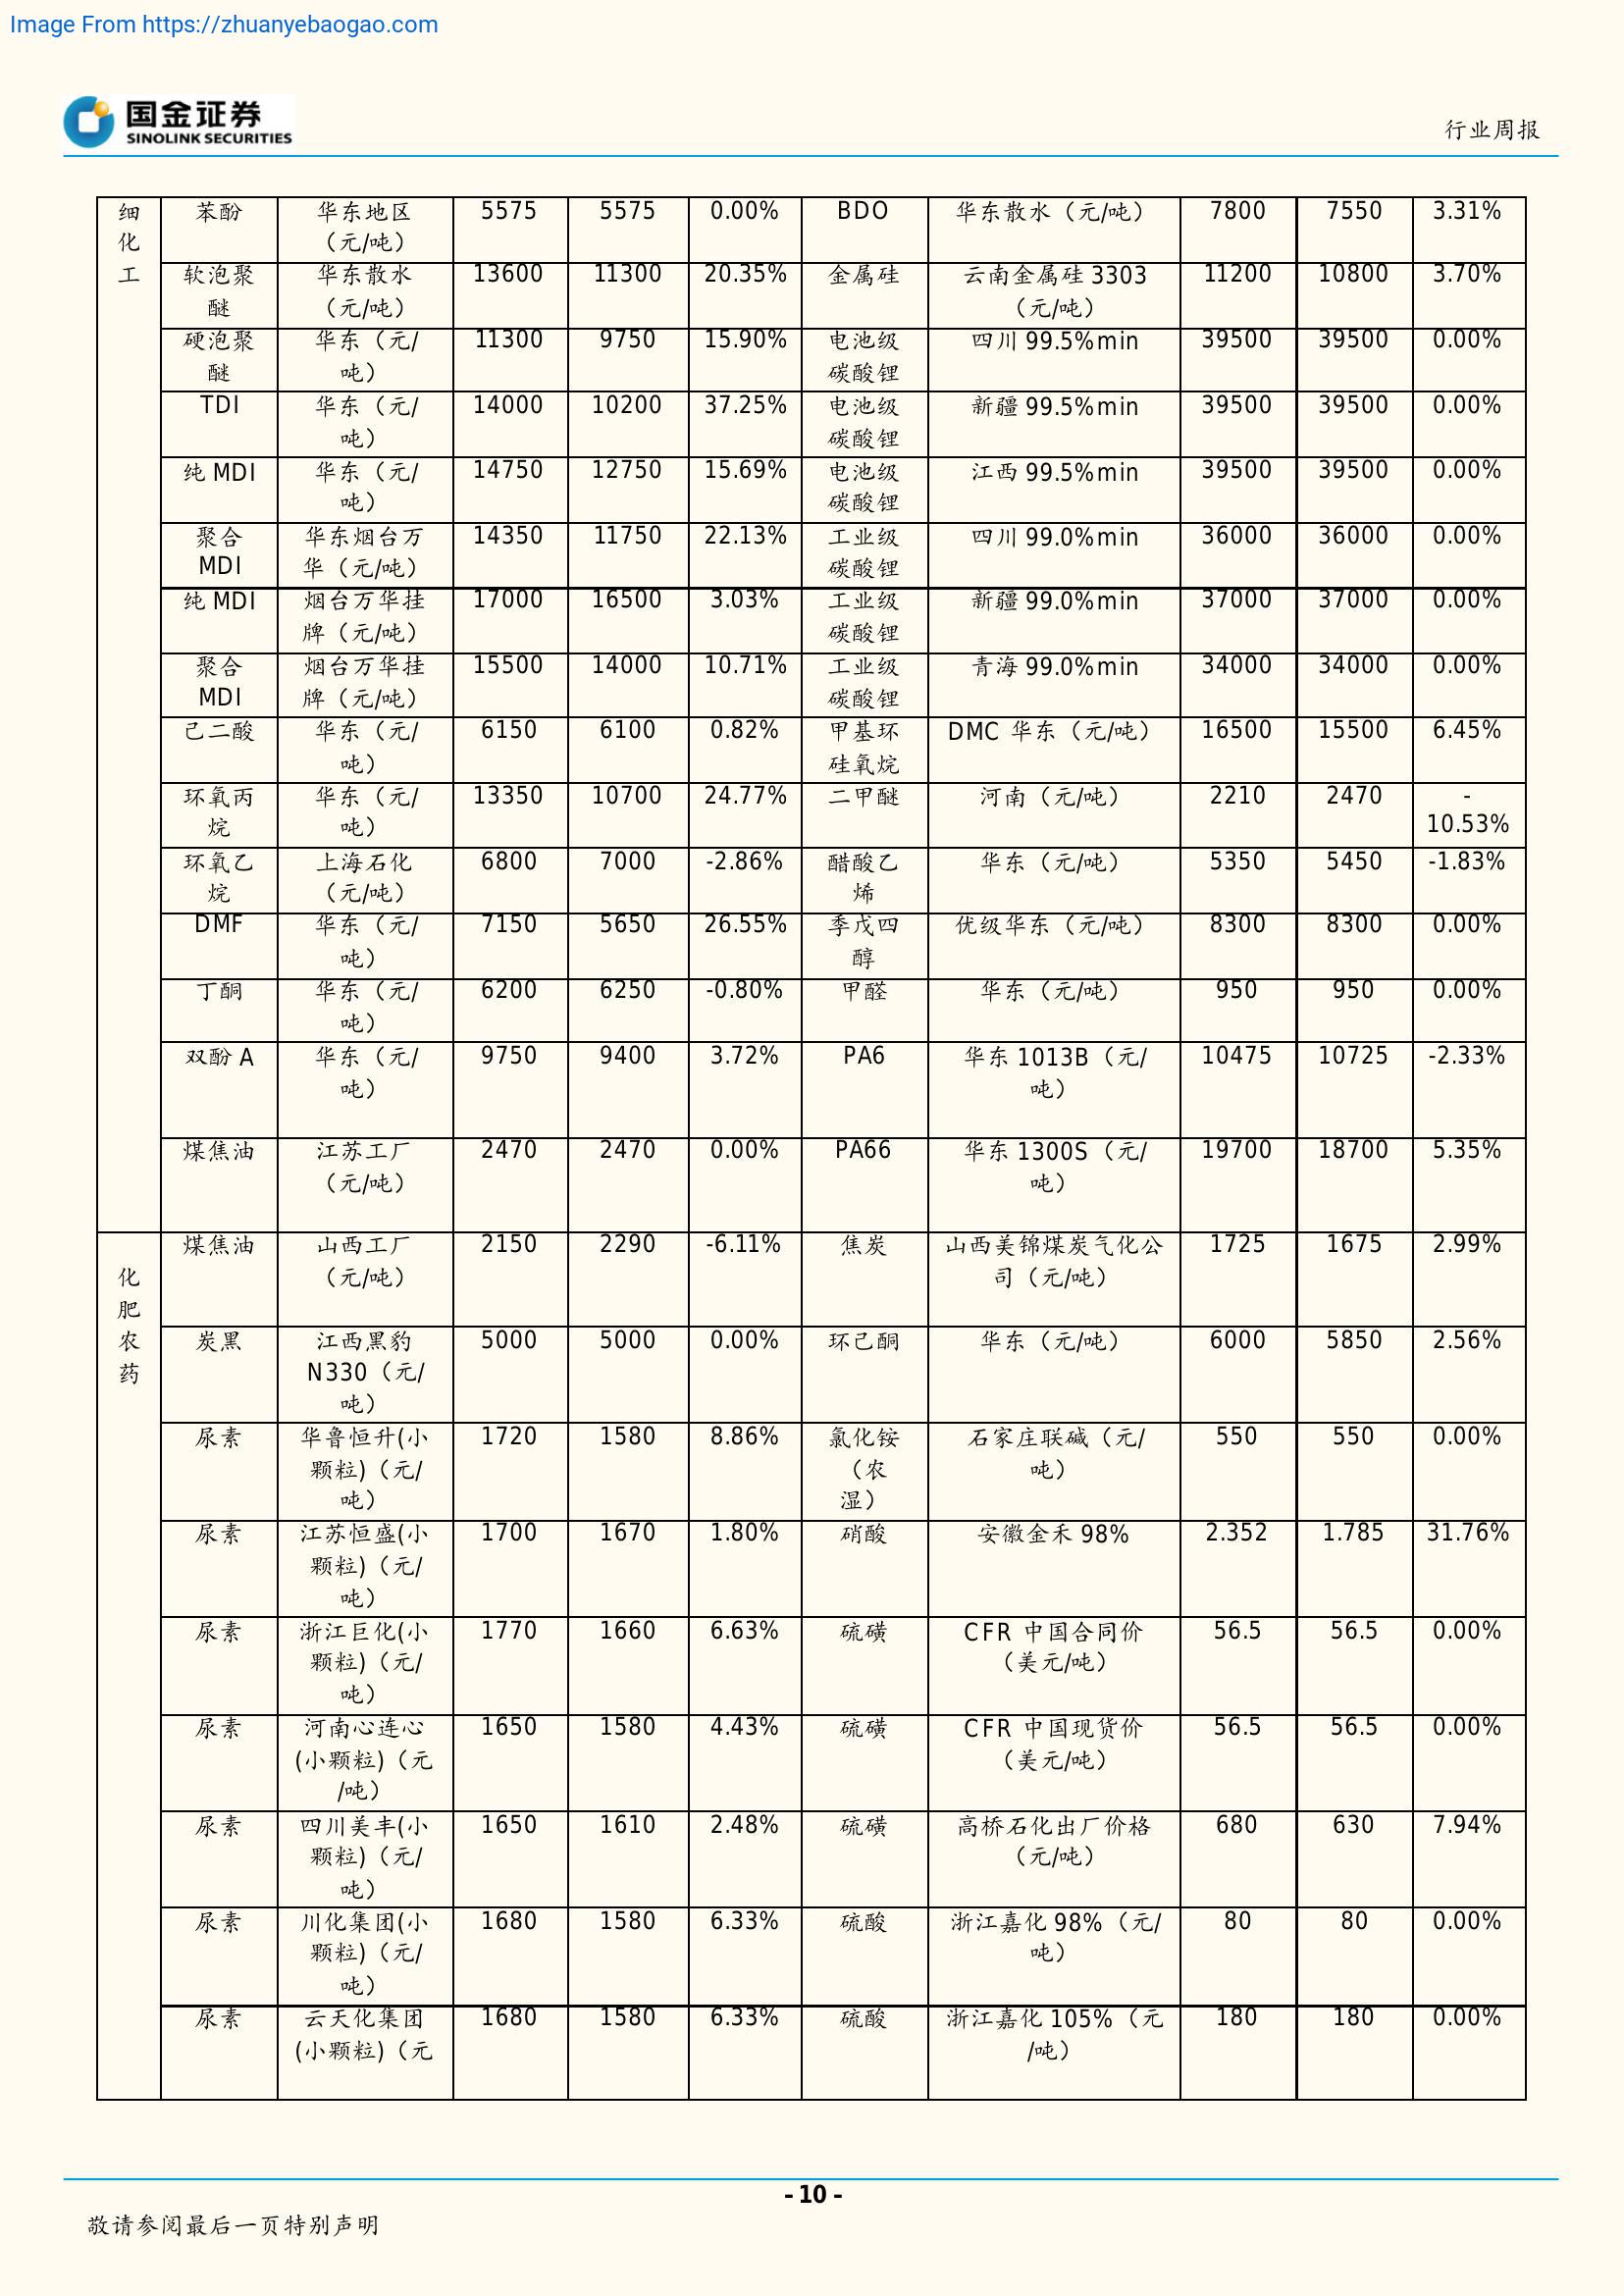 Image From https://zhuanyebaogao.com
国金证券
SINOLINK SECURITIES
行业周报
细
化
工
苯酚 华东地区 5575 5575 0.00% BDO 华东散水（元/吨） 7800 7550 3.31%
（元/吨）
软泡聚 华东散水 13600 11300 20.35% 金属硅 云南金属硅 3303 11200 10800 3.70%
醚 （元/吨） （元/吨）
硬泡聚 华东（元/ 11300 9750 15.90% 电池级 四川 99.5%min 39500 39500 0.00%
醚 吨） 碳酸锂
TDI 华东（元/ 14000 10200 37.25% 电池级 新疆 99.5%min 39500 39500 0.00%
吨） 碳酸锂
纯 MDI 华东（元/ 14750 12750 15.69% 电池级 江西 99.5%min 39500 39500 0.00%
吨） 碳酸锂
聚合 华东烟台万 14350 11750 22.13% 工业级 四川 99.0%min 36000 36000 0.00%
MDI 华（元/吨） 碳酸锂
纯 MDI 烟台万华挂 17000 16500 3.03% 工业级 新疆 99.0%min 37000 37000 0.00%
牌（元/吨） 碳酸锂
聚合 烟台万华挂 15500 14000 10.71% 工业级 青海 99.0%min 34000 34000 0.00%
MDI 牌（元/吨） 碳酸锂
己二酸 华东（元/ 6150 6100 0.82% 甲基环 DMC 华东（元/吨） 16500 15500 6.45%
吨） 硅氧烷
环氧丙 华东（元/ 13350 10700 24.77% 二甲醚 河南（元/吨） 2210 2470 -
烷 吨） 10.53%
环氧乙 上海石化 6800 7000 -2.86% 醋酸乙 华东（元/吨） 5350 5450 -1.83%
烷 （元/吨） 烯
DMF 华东（元/ 7150 5650 26.55% 季戊四 优级华东（元/吨） 8300 8300 0.00%
吨） 醇
丁酮 华东（元/ 6200 6250 -0.80% 甲醛 华东（元/吨） 950 950 0.00%
吨）
双酚 A 华东（元/ 9750 9400 3.72% PA6 华东 1013B（元/ 10475 10725 -2.33%
吨） 吨）
煤焦油 江苏工厂 2470 2470 0.00% PA66 华东 1300S（元/ 19700 18700 5.35%
（元/吨） 吨）
化
肥
农
药
煤焦油 山西工厂 2150 2290 -6.11% 焦炭 山西美锦煤炭气化公 1725 1675 2.99%
（元/吨） 司（元/吨）
炭黑 江西黑豹 5000 5000 0.00% 环己酮 华东（元/吨） 6000 5850 2.56%
N330（元/
吨）
尿素 华鲁恒升(小 1720 1580 8.86% 氯化铵 石家庄联碱（元/ 550 550 0.00%
颗粒)（元/ （农 吨）
吨） 湿）
尿素 江苏恒盛(小 1700 1670 1.80% 硝酸 安徽金禾 98% 2.352 1.785 31.76%
颗粒)（元/
吨）
尿素 浙江巨化(小 1770 1660 6.63% 硫磺 CFR 中国合同价 56.5 56.5 0.00%
颗粒)（元/ （美元/吨）
吨）
尿素 河南心连心 1650 1580 4.43% 硫磺 CFR 中国现货价 56.5 56.5 0.00%
(小颗粒)（元 （美元/吨）
/吨）
尿素 四川美丰(小 1650 1610 2.48% 硫磺 高桥石化出厂价格 680 630 7.94%
颗粒)（元/ （元/吨）
吨）
尿素 川化集团(小 1680 1580 6.33% 硫酸 浙江嘉化 98%（元/ 80 80 0.00%
颗粒)（元/ 吨）
吨）
尿素 云天化集团 1680 1580 6.33% 硫酸 浙江嘉化 105%（元 180 180 0.00%
(小颗粒)（元 /吨）
- 10 -
敬请参阅最后一页特别声明